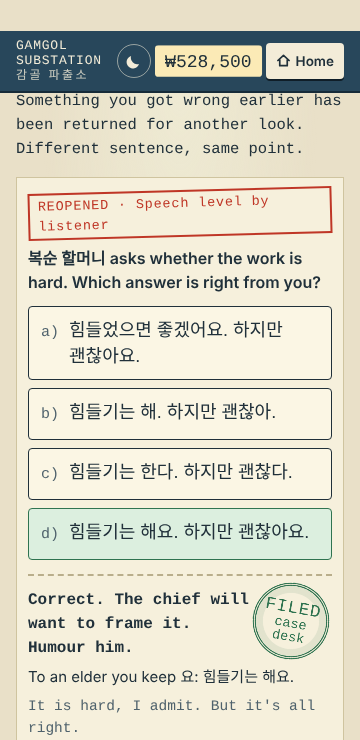 GAMGOL
SUBSTATION
감골 파출소
₩528,500
Home
Something you got wrong earlier has
been returned for another look.
Different sentence, same point.
REOPENED · Speech level by
listener
복순 할머니 asks whether the work is
hard. Which answer is right from you?
a) 힘들었으면 좋겠어요. 하지만
괜찮아요.
b) 힘들기는 해. 하지만 괜찮아.
c) 힘들기는 한다. 하지만 괜찮다.
d) 힘들기는 해요. 하지만 괜찮아요.
Correct. The chief will
want to frame it.
Humour him.
FILED
case
desk
To an elder you keep 요: 힘들기는 해요.
It is hard, I admit. But it's all
right.